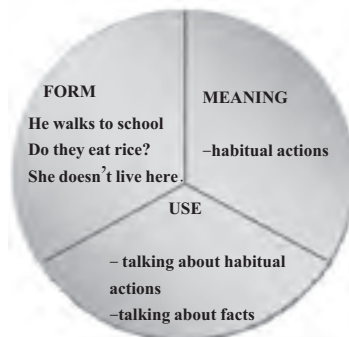 FORM
He walks to school
Do they eat rice?
She doesn't live here.
MEANING
–habitual actions
USE
– talking about habitual
actions
–talking about facts